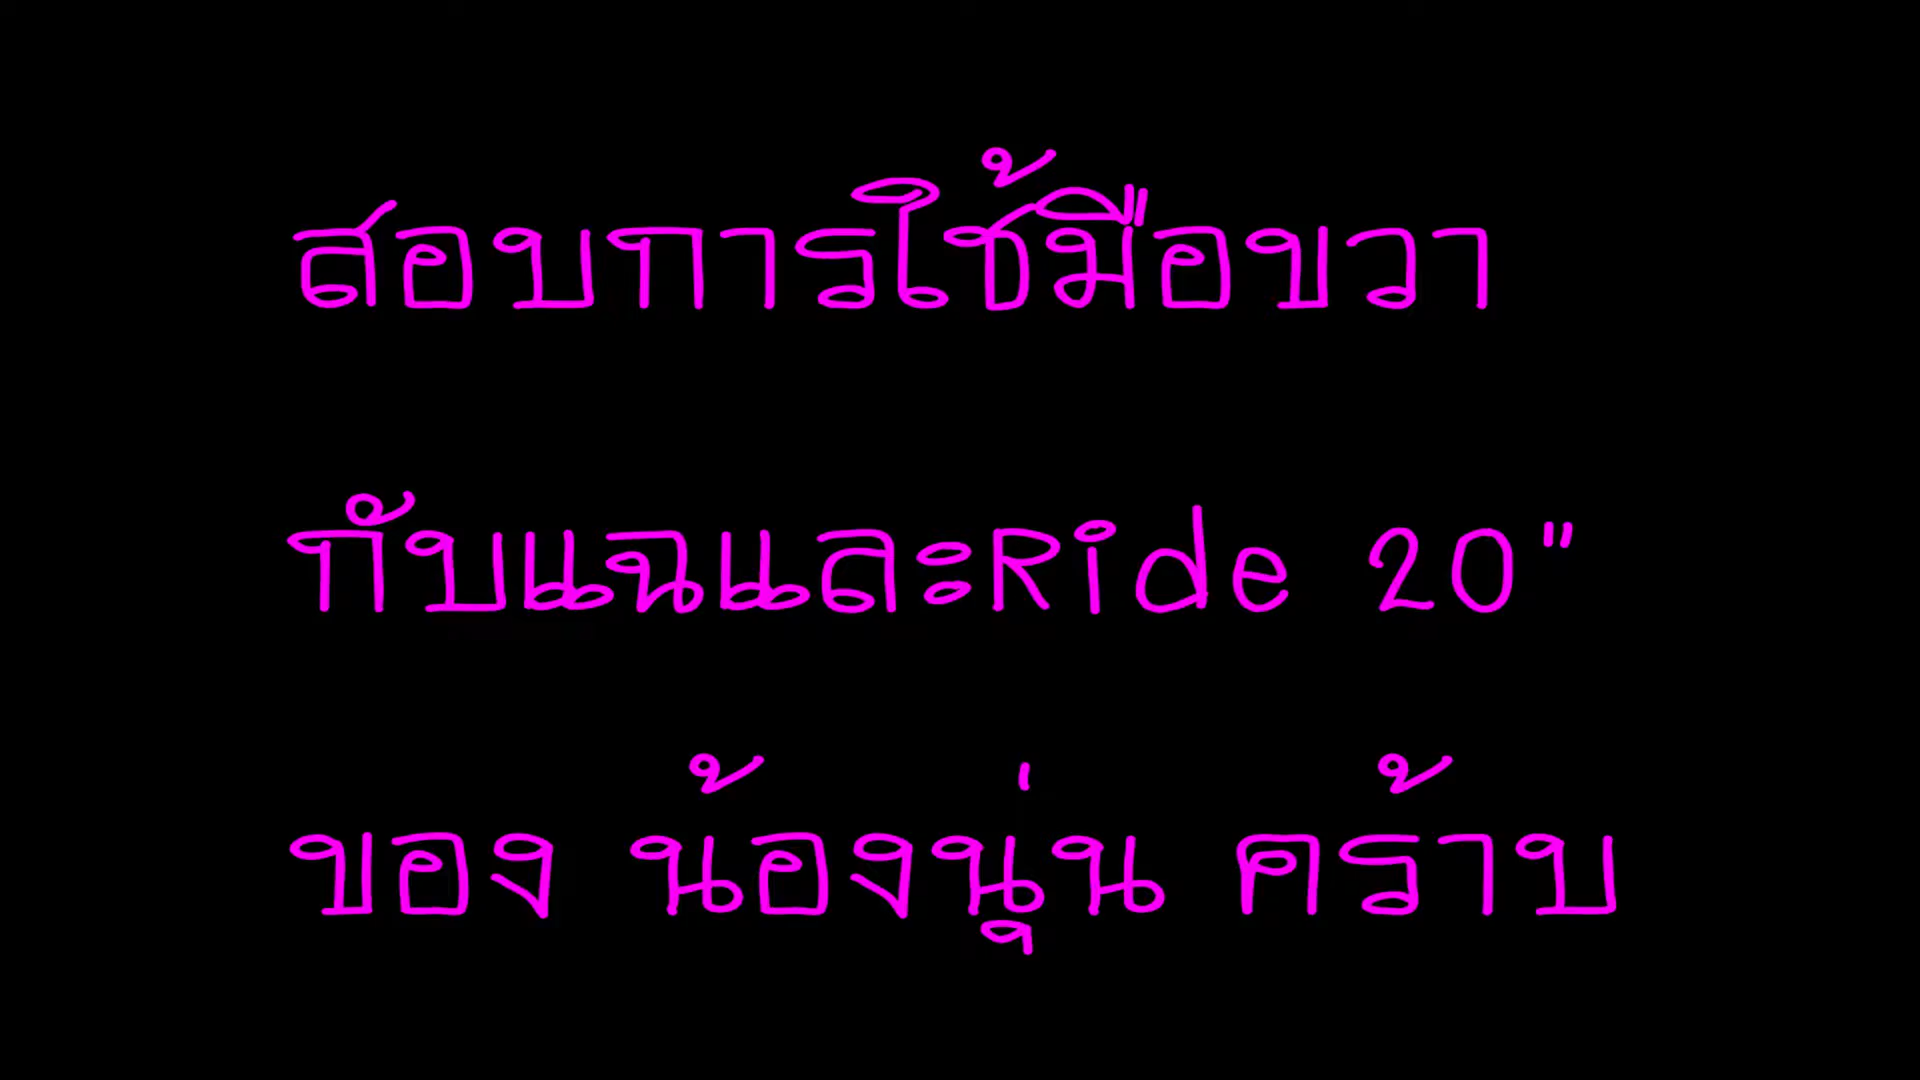 สอบการใช้มือขวา
กับแฉและRide 20"
ของ น้องนุ่น คร้าบ